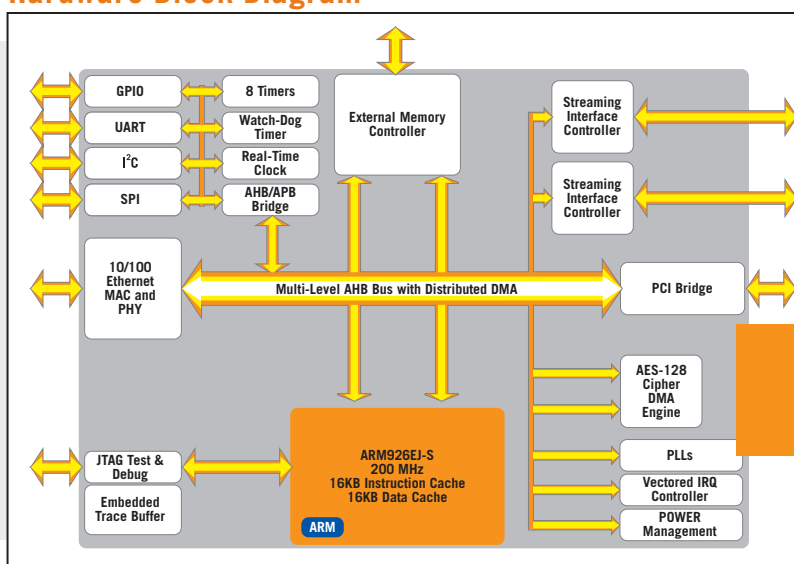 Hardware Block Diagram
GPIO
UART
I²C
SPI
8 Timers
Watch-Dog
Timer
Real-Time
Clock
AHB/APB
Bridge
External Memory
Controller
Streaming
Interface
Controller
Streaming
Interface
Controller
10/100
Ethernet
MAC and
PHY
Multi-Level AHB Bus with Distributed DMA
PCI Bridge
AES-128
Cipher
DMA
Engine
JTAG Test &
Debug
Embedded
Trace Buffer
ARM926EJ-S
200 MHz
16KB Instruction Cache
16KB Data Cache
ARM
PLLs
Vectored IRQ
Controller
POWER
Management